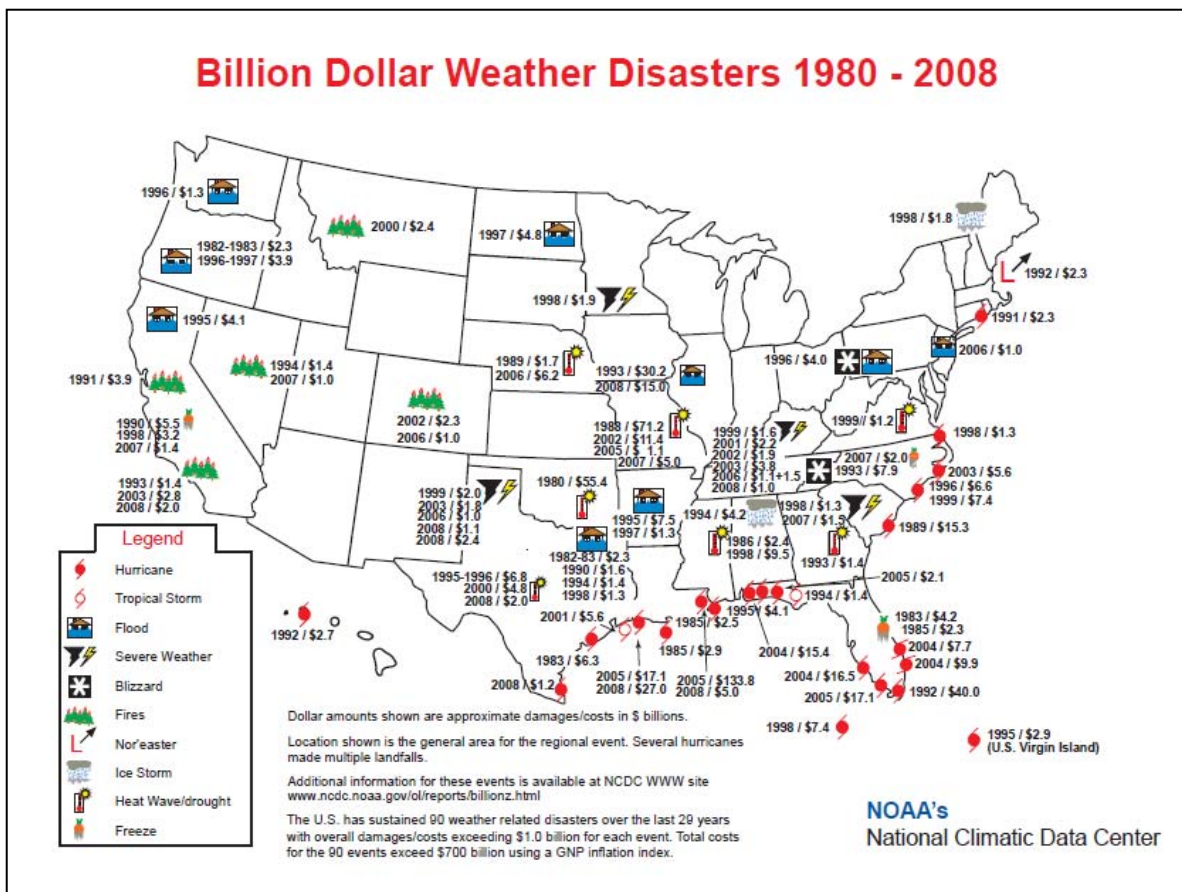 Billion Dollar Weather Disasters 1980 - 2008
1996 / $1.3
2000 / $2.4
1997 / $4.8
1998 / $1.8
1982-1983 / $2.3
1996-1997 / $3.9
1992 / $2.3
1998 / $1.9
1995 / $4.1
1991 / $2.3
1994 / $1.4
2007 / $1.0
1989 / $1.7
2006 / $6.2
1993 / $30.2
2008 / $15.0
1996 / $4.0
2006 / $1.0
1991 / $3.9
2002 / $2.3
2006 / $1.0
1990 / $5.5
1998 / $3.2
2007 / $1.4
1988 / $71.2
2002 / $11.4
2005 / $ 1.1
2007 / $5.0
1999 / $1.6
2001 / $2.2
2002 / $1.9
2003 / $3.8
2006 / $1.1+1.5
2008 / $1.0
1999// $1.2
1998 / $1.3
2007 / $2.0
1993 / $7.9
2003 / $5.6
1996 / $6.6
1999 / $7.4
1993 / $1.4
2003 / $2.8
2008 / $2.0
1999 / $2.0
2003 / $1.8
2006 / $1.0
2008 / $1.1
2008 / $2.4
1980 / $55.4
1995 / $7.5
1997 / $1.3
1994 / $4.2
1998 / $1.3
2007 / $1.5
1989 / $15.3
1986 / $2.4
1998 / $9.5
1993 / $1.4
1982-83 / $2.3
1990 / $1.6
1994 / $1.4
1998 / $1.3
1995-1996 / $6.8
2000 / $4.8
2008 / $2.0
2005 / $2.1
1994 / $1.4
1995 / $4.1
1983 / $4.2
1985 / $2.3
2004 / $7.7
2004 / $9.9
1992 / $2.7
2001 / $5.6
1985 / $2.5
1985 / $2.9
2004 / $15.4
1983 / $6.3
2005 / $17.1
2008 / $27.0
2005 / $133.8
2008 / $5.0
2004 / $16.5
2005 / $17.1
1992 / $40.0
2008 / $1.2
1998 / $7.4
1995 / $2.9
(U.S. Virgin Island)
Legend
Hurricane
Tropical Storm
Flood
Severe Weather
Blizzard
Fires
L
Nor'easter
Ice Storm
Heat Wave/drought
Freeze
L
Dollar amounts shown are approximate damages/costs in $ billions.
Location shown is the general area for the regional event. Several hurricanes
made multiple landfalls.
Additional information for these events is available at NCDC WWW site
www.ncdc.noaa.gov/ol/reports/billionz.html
The U.S. has sustained 90 weather related disasters over the last 29 years
with overall damages/costs exceeding $1.0 billion for each event. Total costs
for the 90 events exceed $700 billion using a GNP inflation index.
NOAA's
National Climatic Data Center